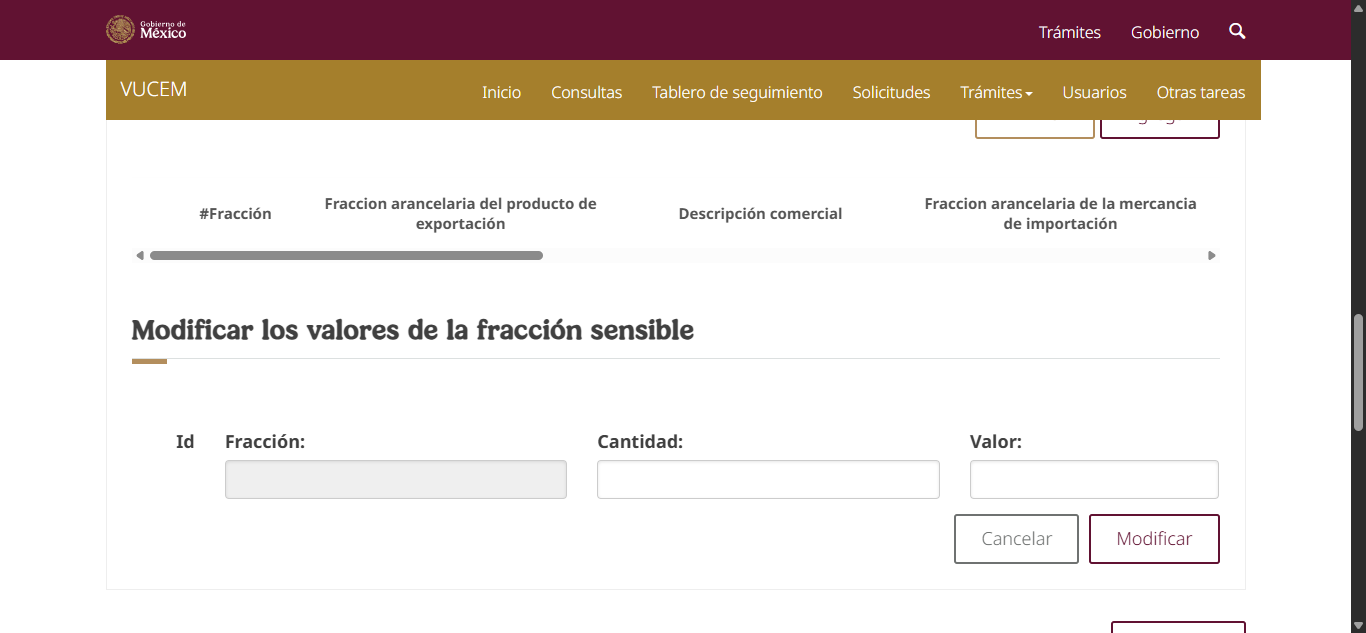 Gobierno de
México
Trámites
Gobierno
VUCEM
Inicio
Consultas
Tablero de seguimiento
Solicitudes
Trámites
Usuarios
Otras tareas
#Fracción
Fraccion arancelaria del producto de
exportación
Descripción comercial
Fraccion arancelaria de la mercancia
de importación
Modificar los valores de la fracción sensible
Id
Fracción:
Cantidad:
Valor:
Cancelar
Modificar